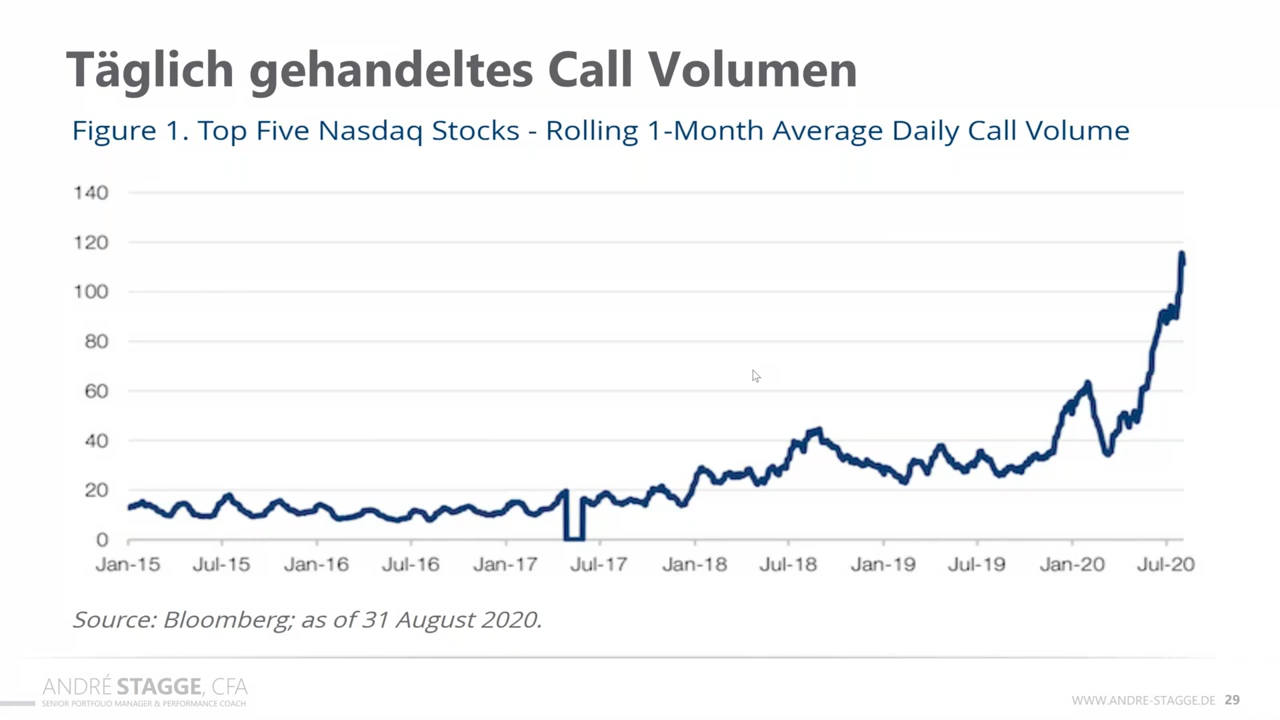 Täglich gehandeltes Call Volumen
Figure 1. Top Five Nasdaq Stocks - Rolling 1-Month Average Daily Call Volume
140
120
100
80
60
40
20
0
Jan-15 Jul-15 Jan-16 Jul-16 Jan-17 Jul-17 Jan-18 Jul-18 Jan-19 Jul-19 Jan-20 Jul-20
Source: Bloomberg; as of 31 August 2020.
ANDRÉ STAGGE, CFA
SENIOR PORTFOLIO MANAGER & PERFORMANCE COACH
WWW.ANDRE-STAGGE.DE 29